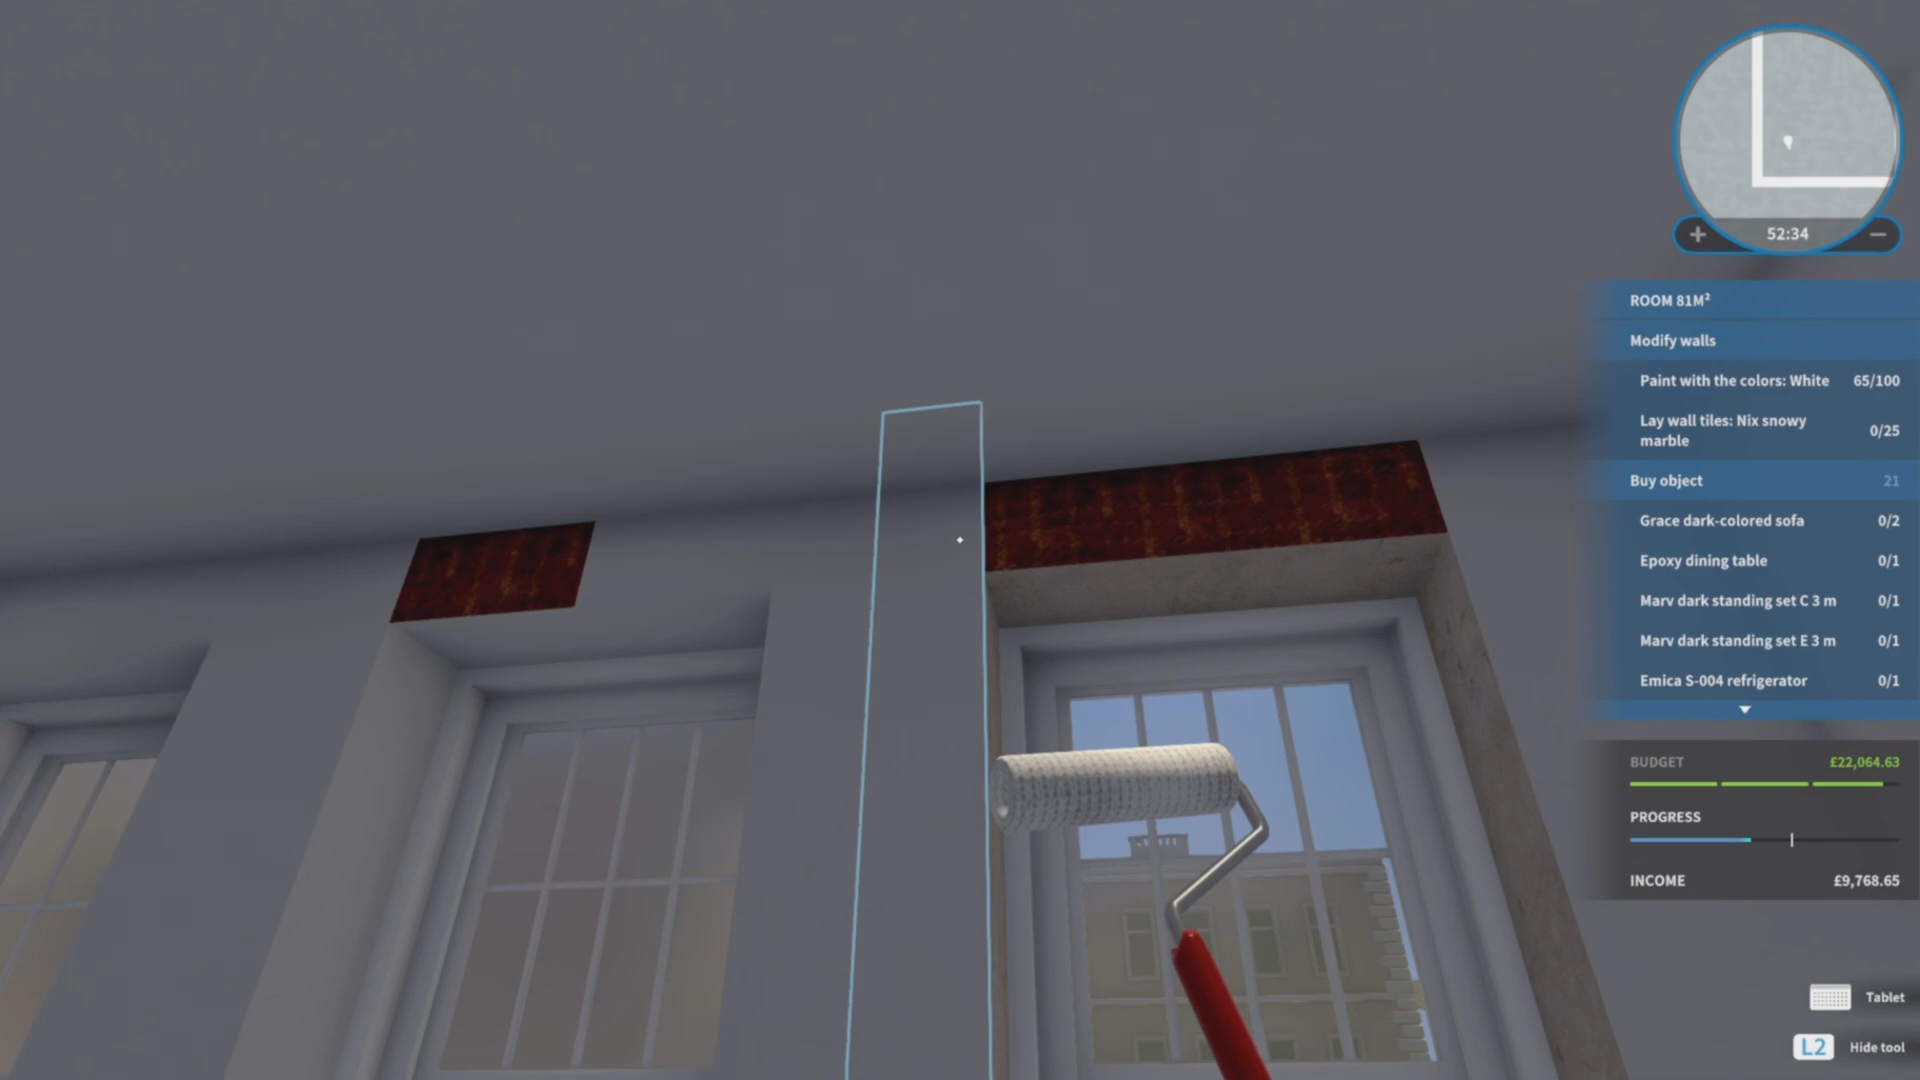 52:34
ROOM 81M²
Modify walls
Paint with the colors: White 65/100
Lay wall tiles: Nix snowy
marble 0/25
Buy object 21
Grace dark-colored sofa 0/2
Epoxy dining table 0/1
Marv dark standing set C 3 m 0/1
Marv dark standing set E 3 m 0/1
Emica S-004 refrigerator 0/1
BUDGET £22,064.63
PROGRESS
INCOME £9,768.65
Tablet
L2 Hide tool